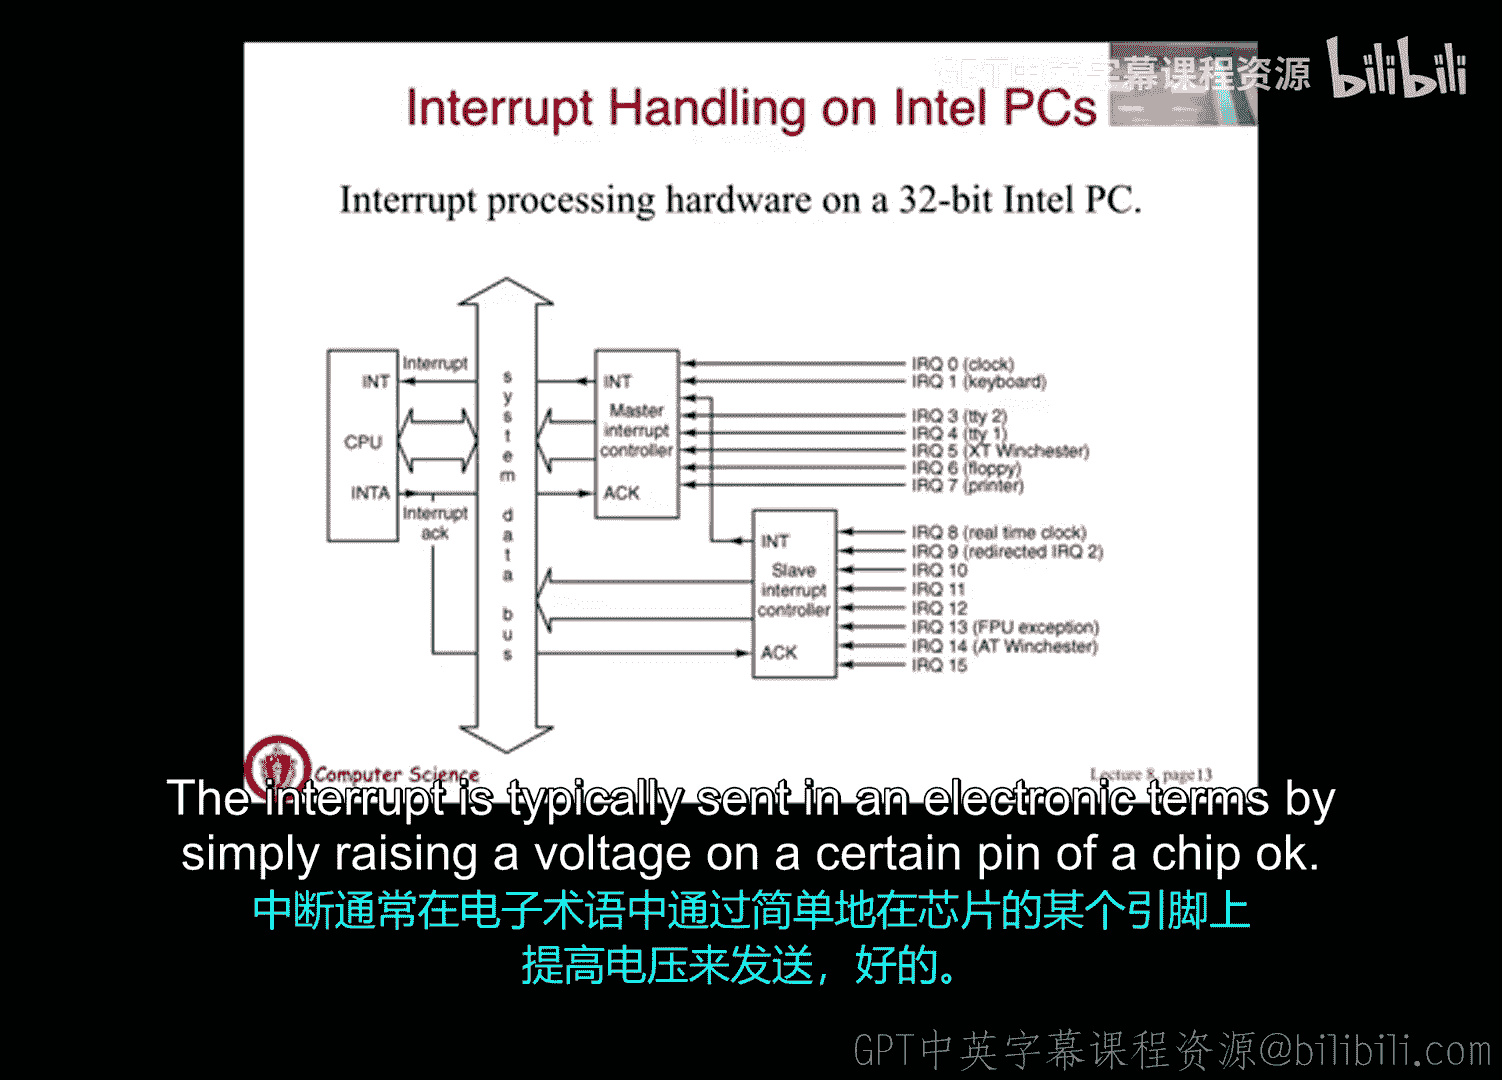 字幕课程资源 bilibili
Interrupt Handling on Intel PCs
Interrupt processing hardware on a 32-bit Intel PC.
Interrupt
INT
CPU
INTA
Interrupt
ack
system data bus
INT
Master
interrupt
controller
ACK
IRQ 0 (clock)
IRQ 1 (keyboard)
IRQ 3 (tty 2)
IRQ 4 (tty 1)
IRQ 5 (XT Winchester)
IRQ 6 (floppy)
IRQ 7 (printer)
INT
Slave
interrupt
controller
ACK
IRQ 8 (real time clock)
IRQ 9 (redirected IRQ 2)
IRQ 10
IRQ 11
IRQ 12
IRQ 13 (FPU exception)
IRQ 14 (AT Winchester)
IRQ 15
Computer Science
Lecture 8, page 13
The interrupt is typically sent in an electronic terms by
simply raising a voltage on a certain pin of a chip ok.
中断通常在电子术语中通过简单地在芯片的某个引脚上
提高电压来发送，好的。
GPT中英字幕课程资源@bilibili.com